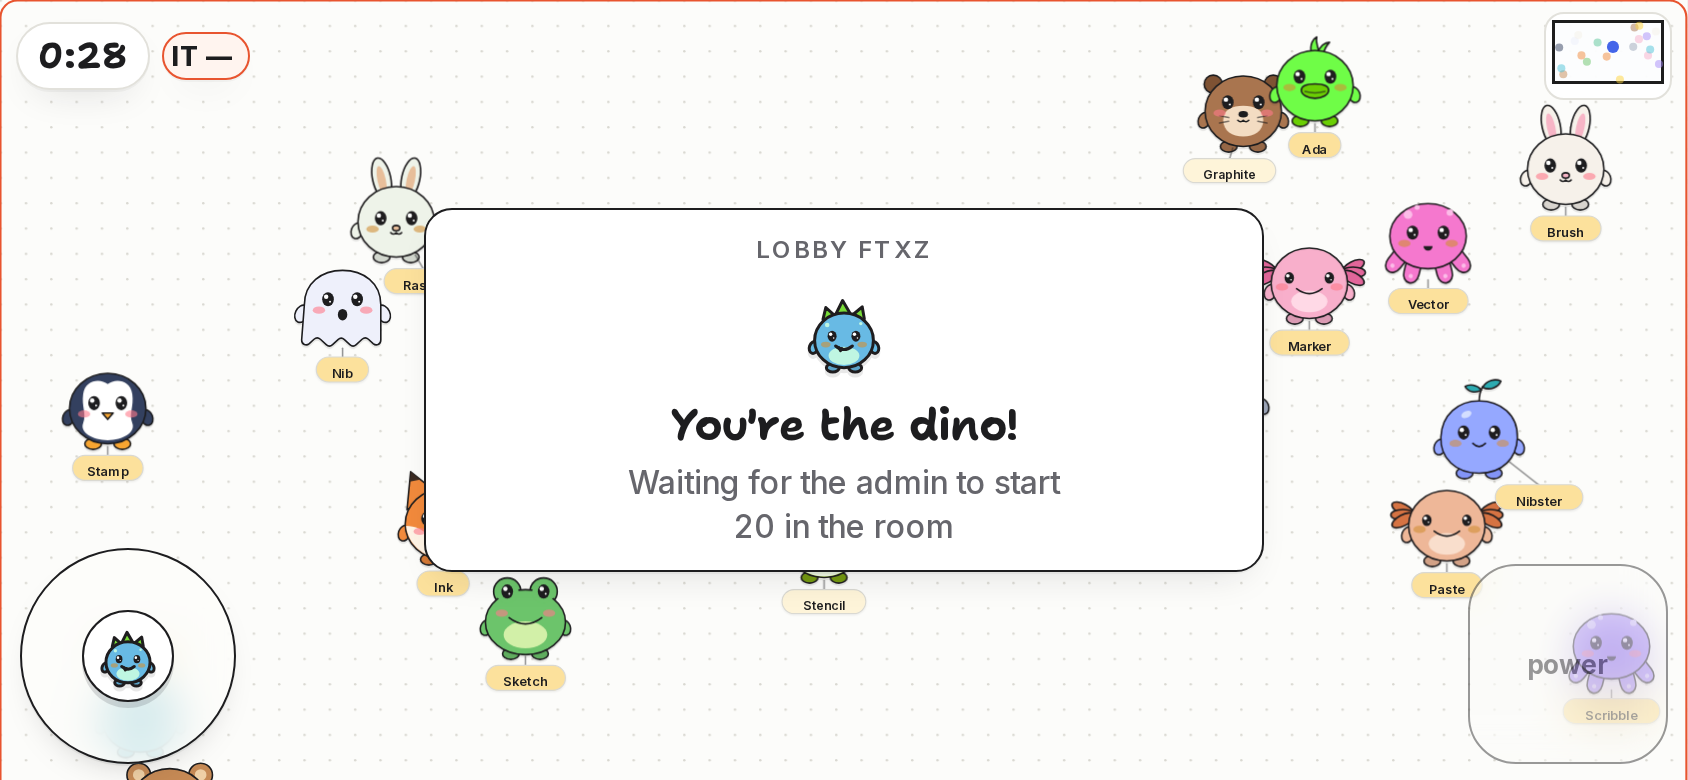 0:28
IT —
Graphite
Ada
Brush
Ras
LOBBY FTXZ
Vector
Marker
Nib
You're the dino!
Stamp
Waiting for the admin to start
Nibster
20 in the room
Ink
Paste
Stencil
power
Sketch
Scribble